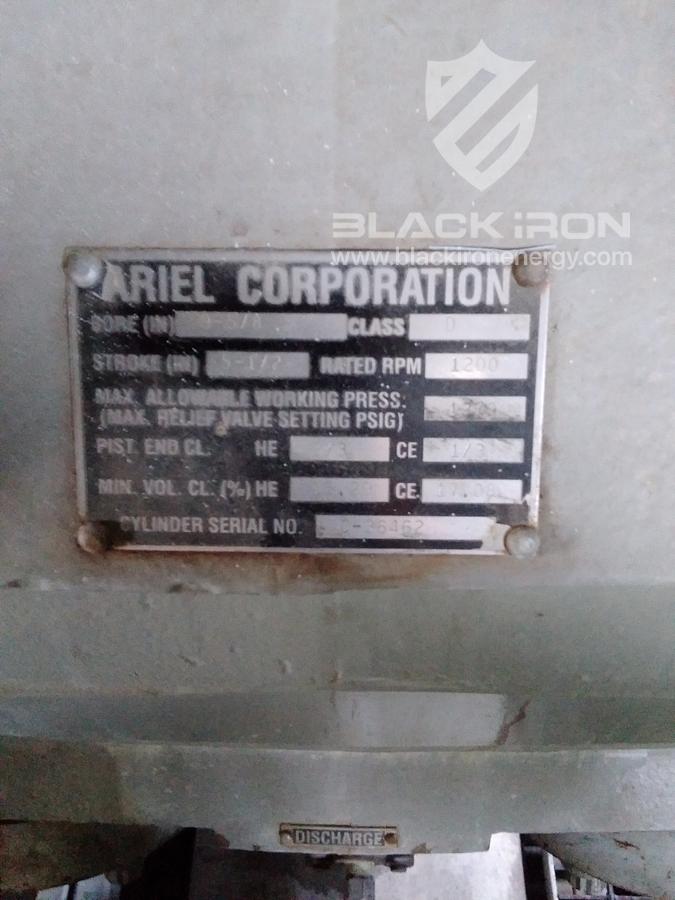 BLACK IRON
www.blackironenergy.com
ARIEL CORPORATION
BORE (IN) CLASS D
STROKE (IN) 5-1/2 RATED RPM 1200
MAX. ALLOWABLE WORKING PRESS.
(MAX. RELIEF VALVE SETTING PSIG)
PIST. END CL. HE CE
MIN. VOL. CL. (%) HE CE.
CYLINDER SERIAL NO. C-36462
DISCHARGE